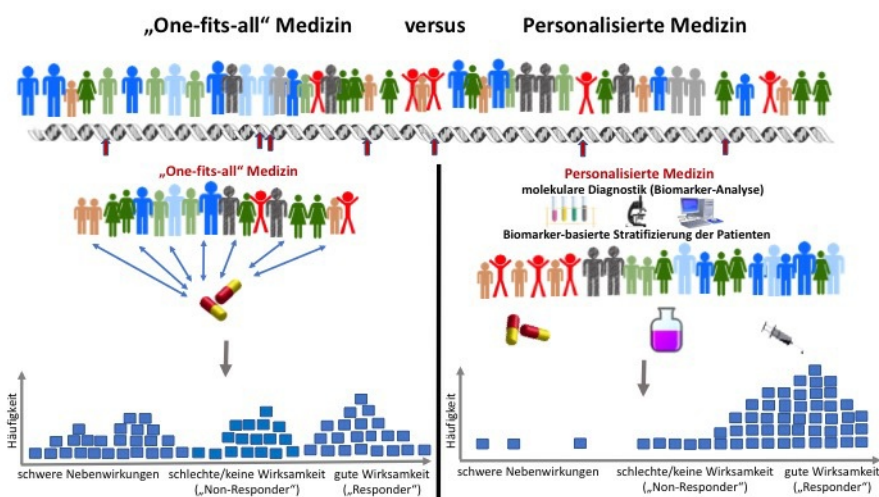 „One-fits-all“ Medizin versus Personalisierte Medizin
„One-fits-all“ Medizin
Häufigkeit
schwere Nebenwirkungen
schlechte/keine Wirksamkeit
(„Non-Responder“)
gute Wirksamkeit
(„Responder“)
Personalisierte Medizin
molekulare Diagnostik (Biomarker-Analyse)
Biomarker-basierte Stratifizierung der Patienten
Häufigkeit
schwere Nebenwirkungen
schlechte/keine Wirksamkeit
(„Non-Responder“)
gute Wirksamkeit
(„Responder“)